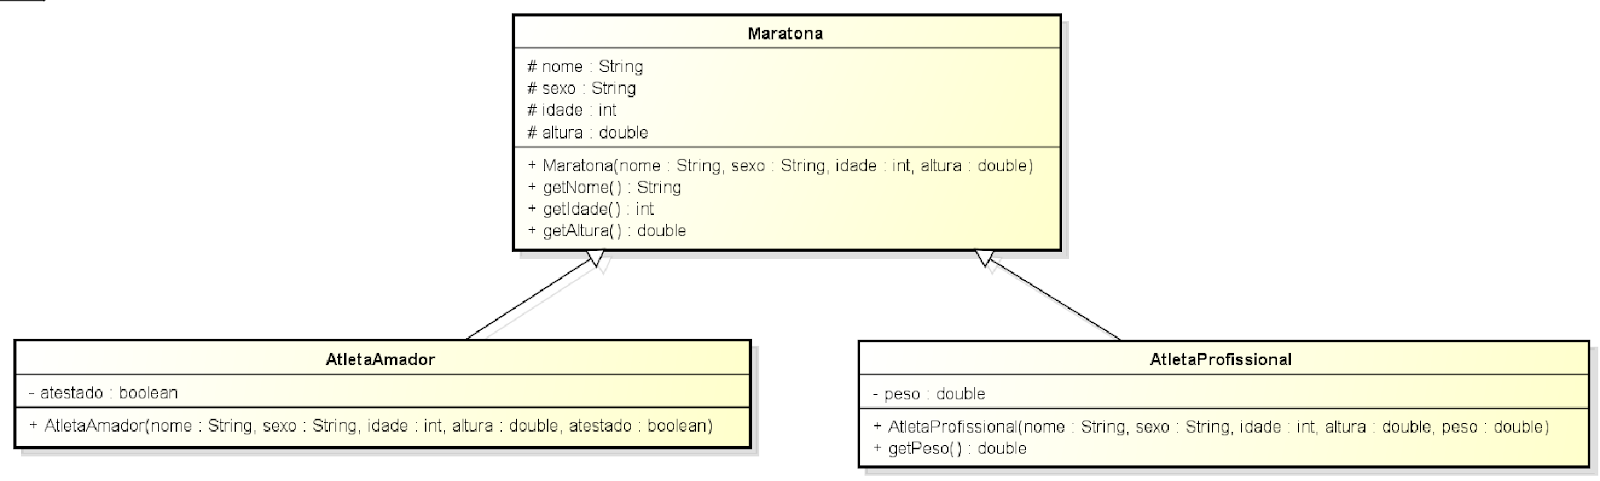 Maratona
# nome : String
# sexo : String
# idade : int
# altura : double
+ Maratona(nome : String, sexo : String, idade : int, altura : double)
+ getNome() : String
+ getIdade() : int
+ getAltura() : double
AtletaAmador
- atestado : boolean
+ AtletaAmador(nome : String, sexo : String, idade : int, altura : double, atestado : boolean)
AtletaProfissional
- peso : double
+ AtletaProfissional(nome : String, sexo : String, idade : int, altura : double, peso : double)
+ getPeso() : double